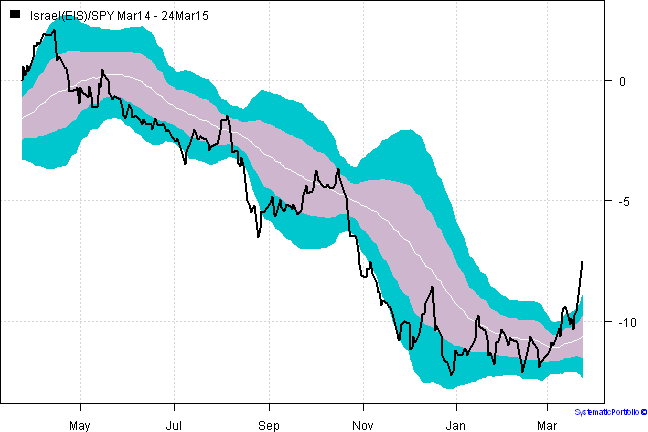 Israel(EIS)/SPY Mar14 - 24Mar15
0
-5
-10
May Jul Sep Nov Jan Mar
SystematicPortfolio ©